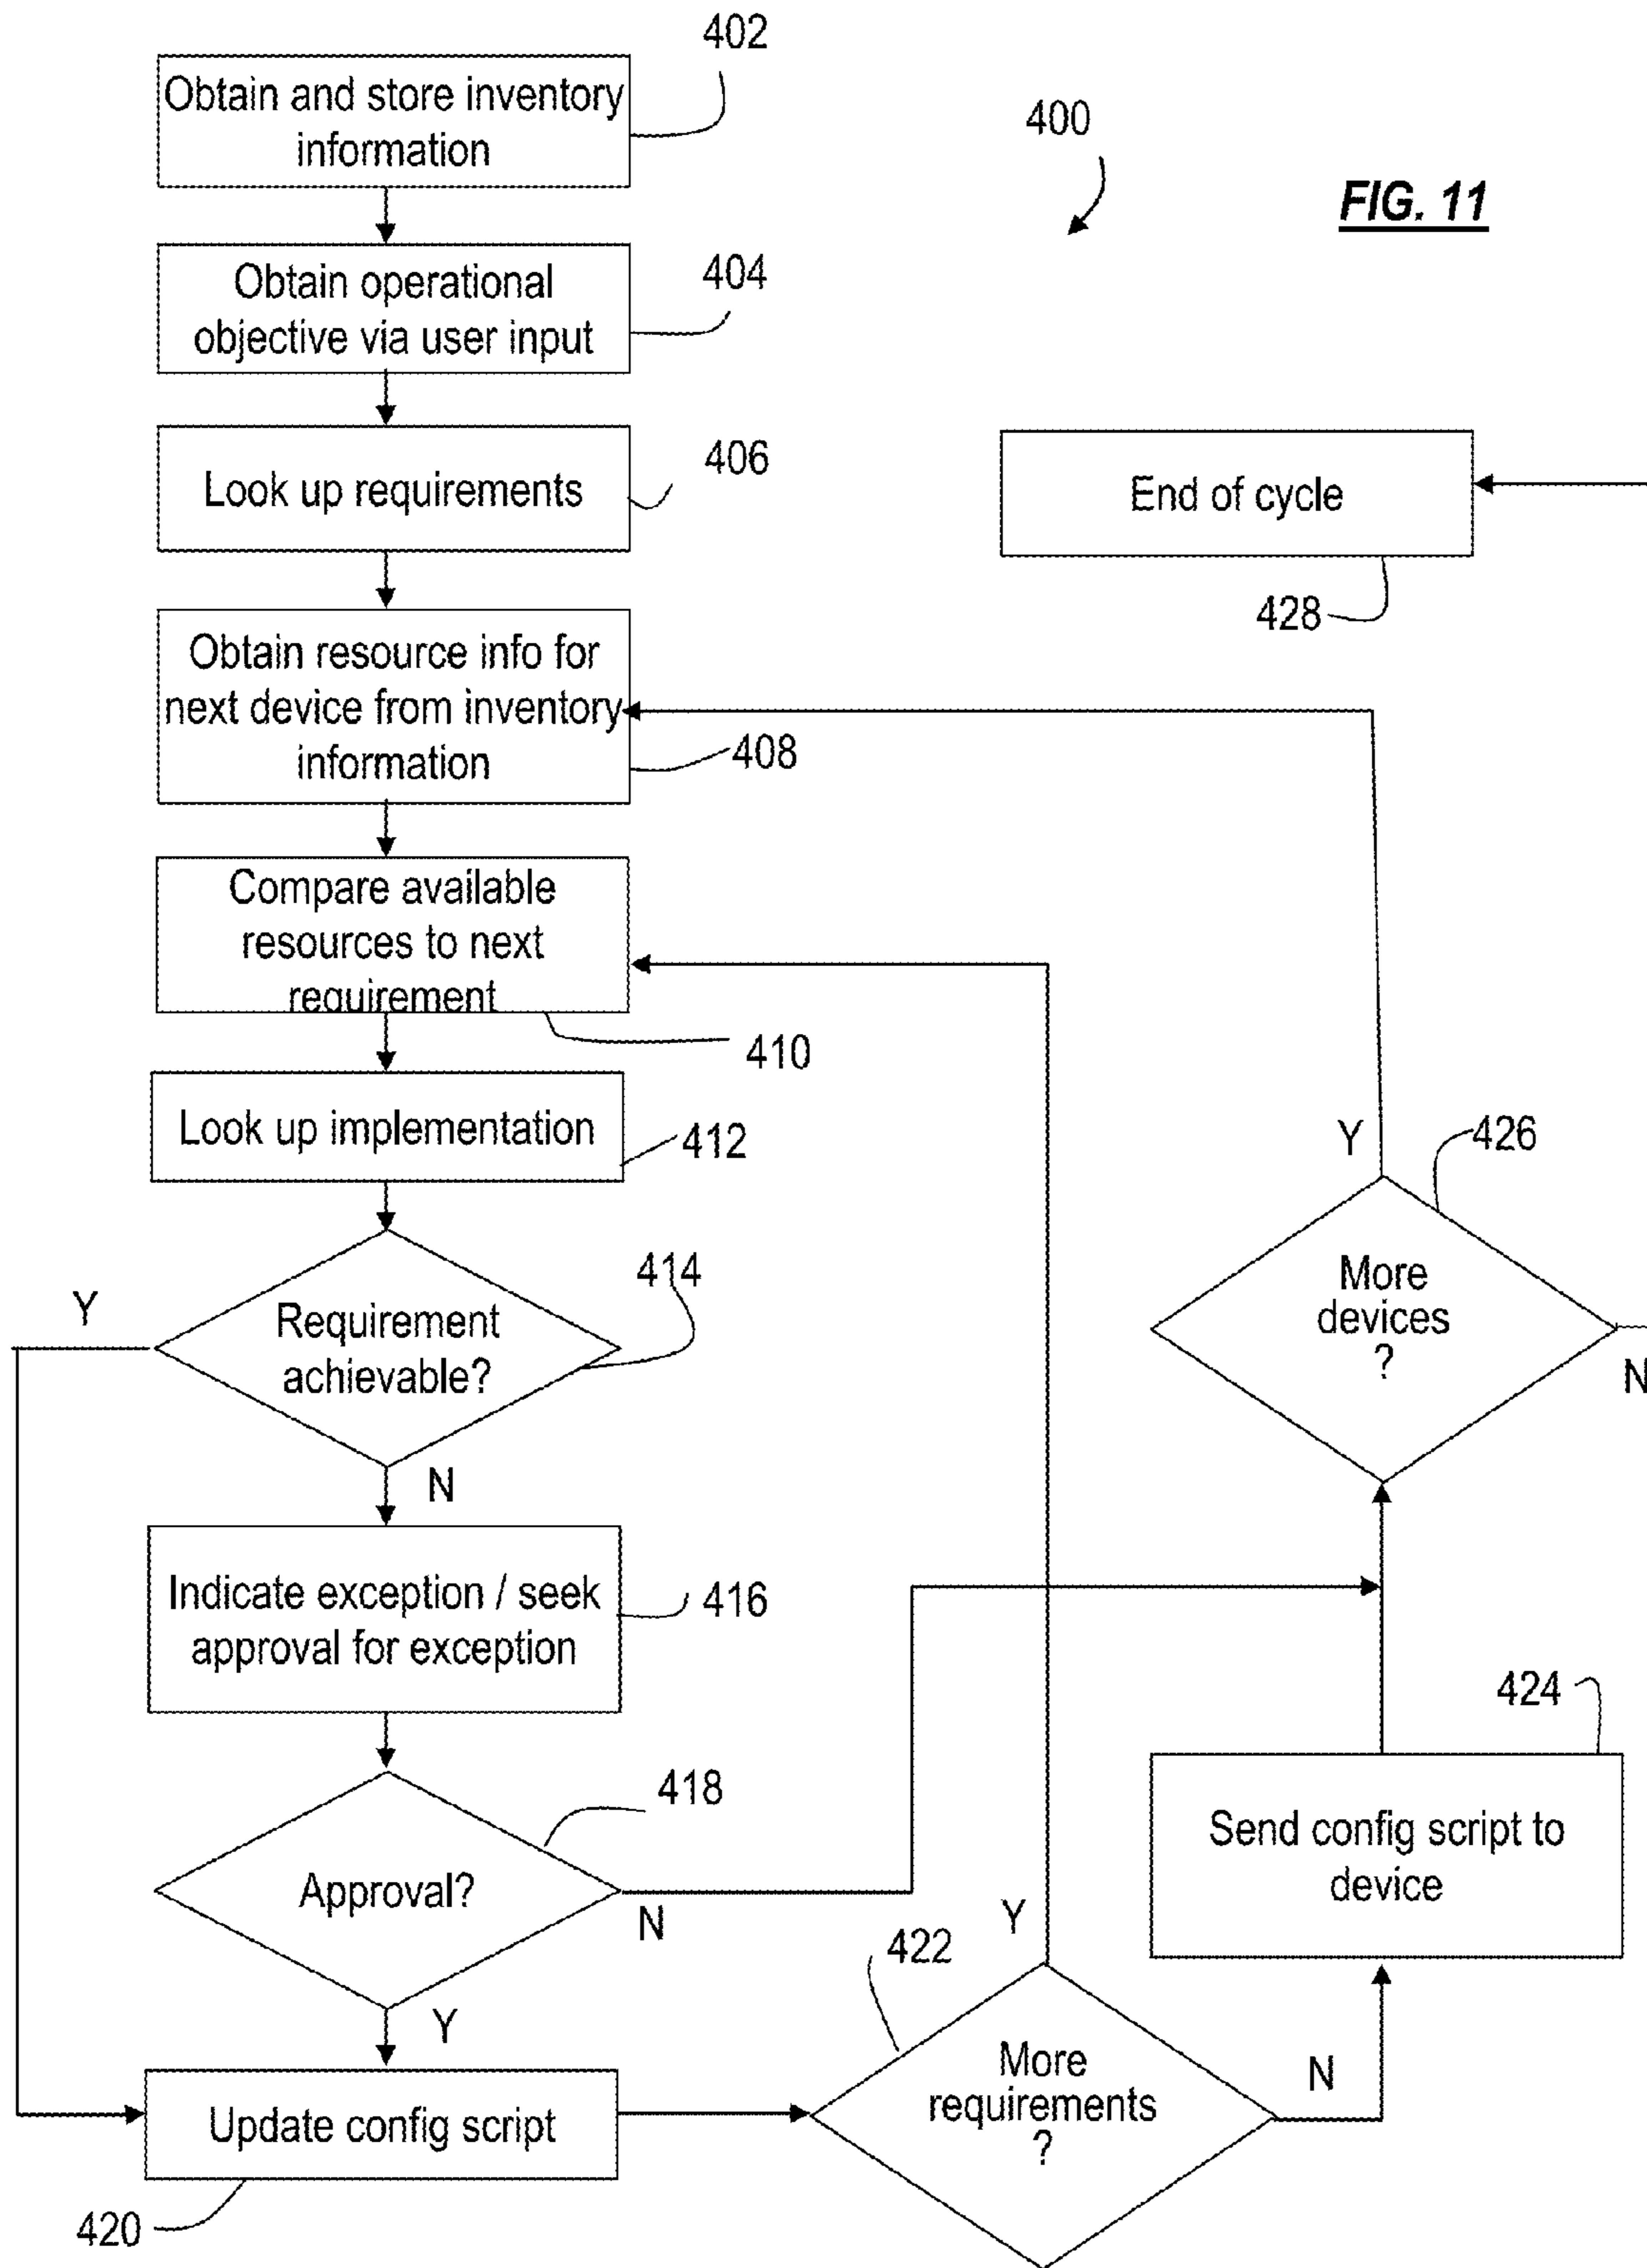 402
Obtain and store inventory
information
400
FIG. 11
Obtain operational
objective via user input
404
Look up requirements
406
End of cycle
428
Obtain resource info for
next device from inventory
information
408
Compare available
resources to next
requirement
410
Look up implementation
412
Y
426
More
devices
?
N
414
Y
Requirement
achievable?
N
Indicate exception / seek
approval for exception
416
424
Send config script to
device
418
Approval?
N
Y
422
Y
More
requirements
?
N
Update config script
420